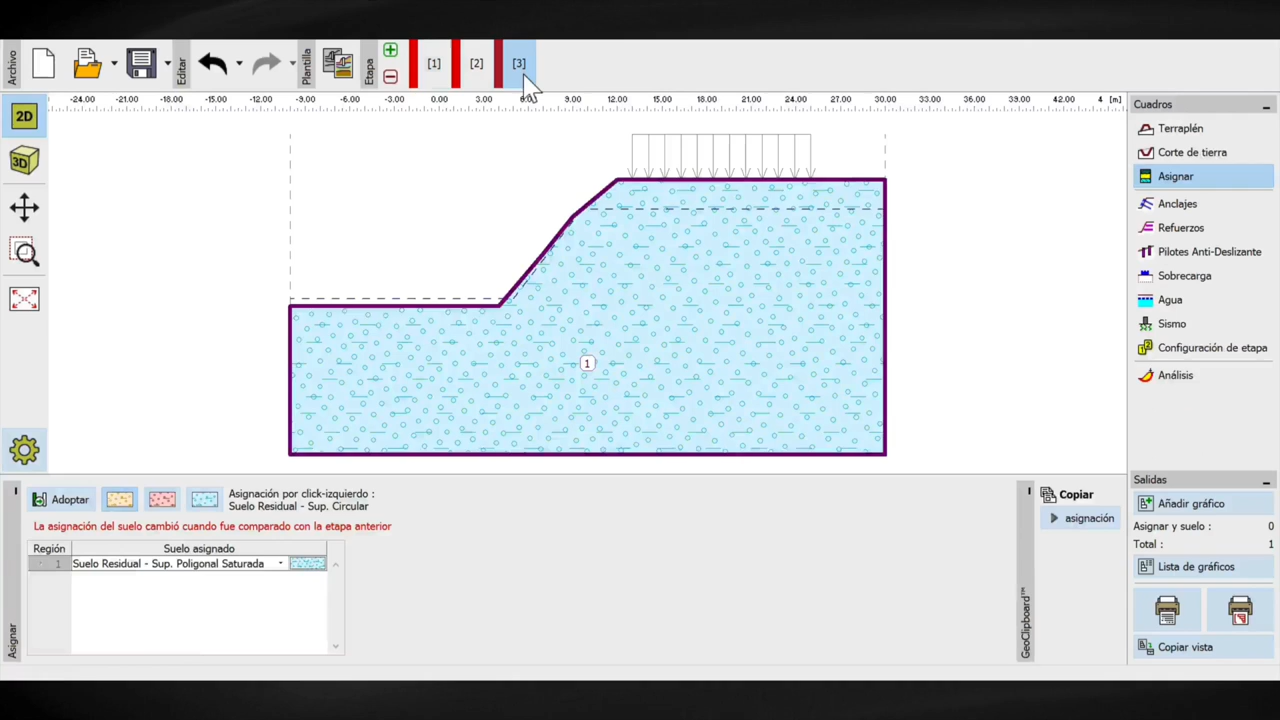 Archivo
Editar
Plantilla
Etapa
[1]
[2]
[3]
-24.00 -21.00 -18.00 -15.00 -12.00 -9.00 -6.00 -3.00 0.00 3.00 6.00 9.00 12.00 15.00 18.00 21.00 24.00 27.00 30.00 33.00 36.00 39.00 42.00 4 [m]
2D
3D
1
Cuadros
Terraplén
Corte de tierra
Asignar
Anclajes
Refuerzos
Pilotes Anti-Deslizante
Sobrecarga
Agua
Sismo
Configuración de etapa
Análisis
Asignar
Adoptar
Asignación por click-izquierdo :
Suelo Residual - Sup. Circular
La asignación del suelo cambió cuando fue comparado con la etapa anterior
Región Suelo asignado
1 Suelo Residual - Sup. Poligonal Saturada
GeoClipboard™
Copiar
asignación
Salidas
Añadir gráfico
Asignar y suelo : 0
Total : 1
Lista de gráficos
Copiar vista